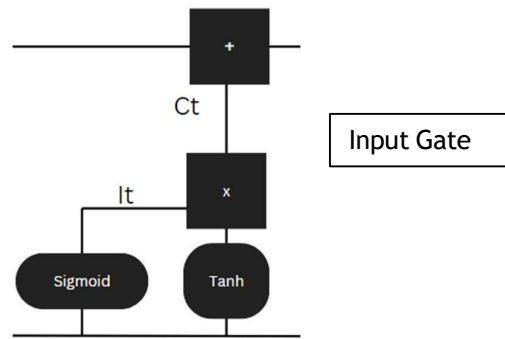 +
Ct
Input Gate
It
x
Sigmoid
Tanh